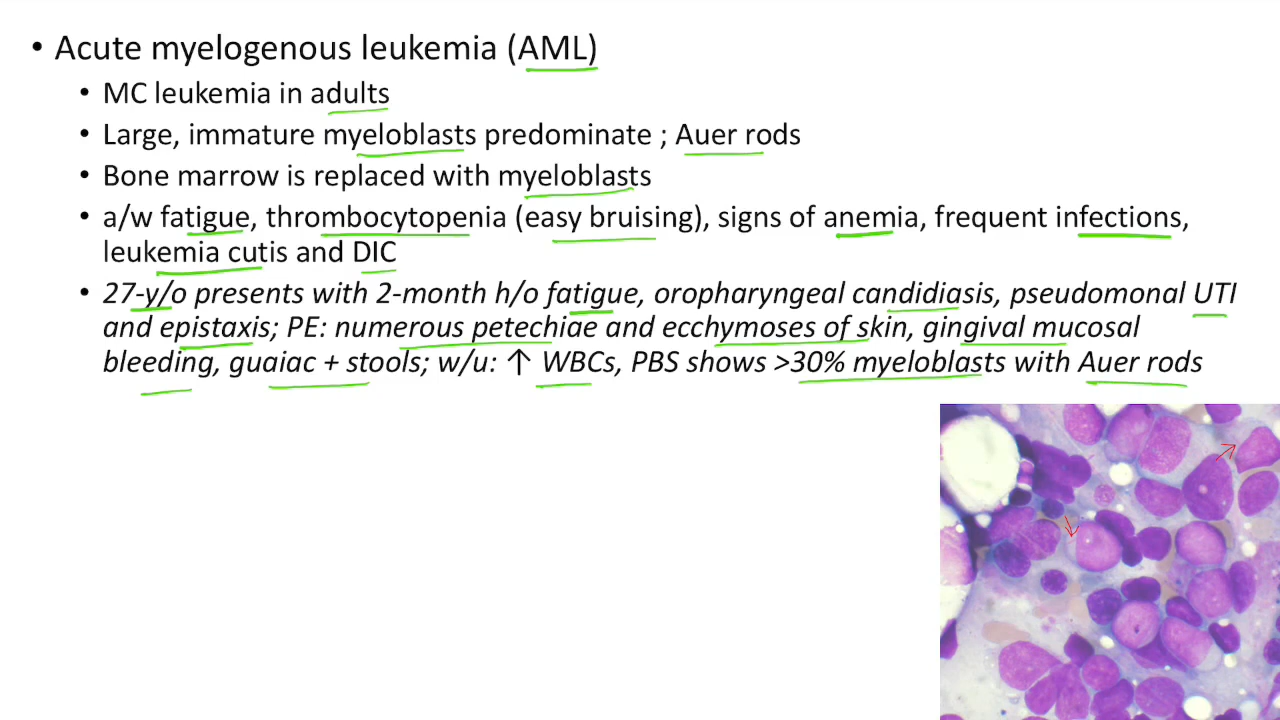 • Acute myelogenous leukemia (AML)
• MC leukemia in adults
• Large, immature myeloblasts predominate ; Auer rods
• Bone marrow is replaced with myeloblasts
• a/w fatigue, thrombocytopenia (easy bruising), signs of anemia, frequent infections,
leukemia cutis and DIC
• 27-y/o presents with 2-month h/o fatigue, oropharyngeal candidiasis, pseudomonal UTI
and epistaxis; PE: numerous petechiae and ecchymoses of skin, gingival mucosal
bleeding, guaiac + stools; w/u: ↑ WBCs, PBS shows >30% myeloblasts with Auer rods